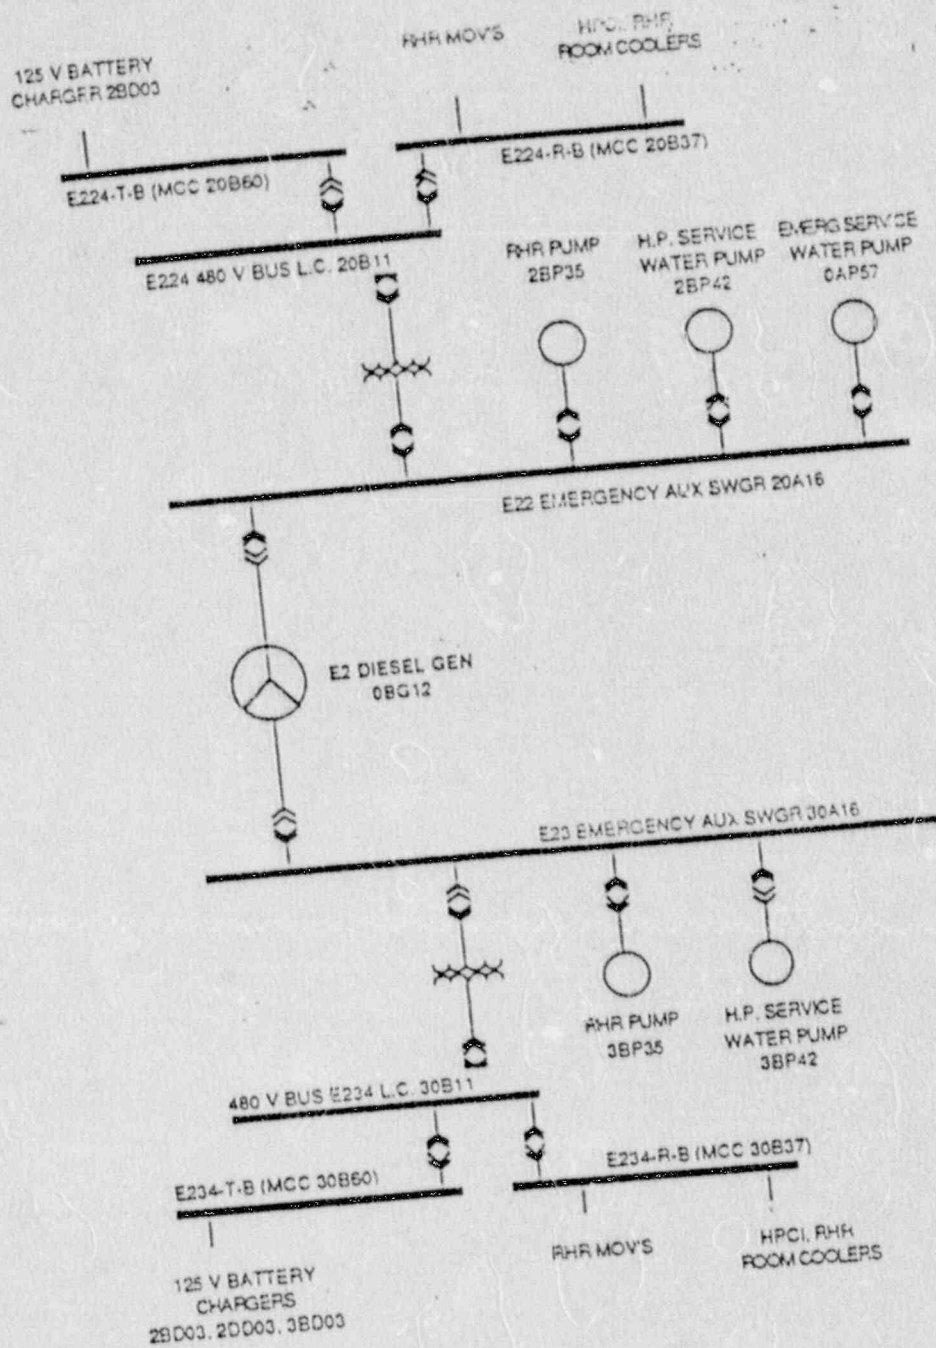 125 V BATTERY
CHARGER 2BD03
RHR MOV'S
HPCI, RHR
ROOM COOLERS
E224-T-B (MCC 20B60)
E224-R-B (MCC 20B37)
E224 480 V BUS L.C. 20B11
RHR PUMP
2BP35
H.P. SERVICE
WATER PUMP
2BP42
EMERG SERVICE
WATER PUMP
0AP57
E22 EMERGENCY AUX SWGR 20A16
E2 DIESEL GEN
0BG12
E23 EMERGENCY AUX SWGR 30A16
RHR PUMP
3BP35
H.P. SERVICE
WATER PUMP
3BP42
480 V BUS E234 L.C. 30B11
E234-T-B (MCC 30B60)
E234-R-B (MCC 30B37)
125 V BATTERY
CHARGERS
2BD03, 2DD03, 3BD03
RHR MOV'S
HPCI, RHR
ROOM COOLERS